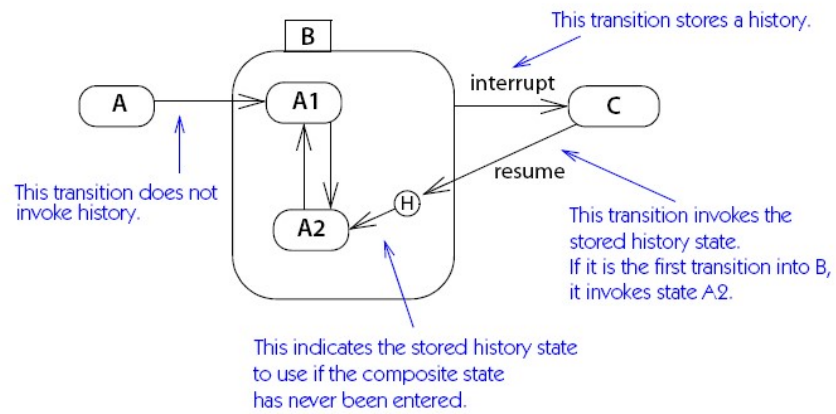 This transition stores a history.
B
interrupt
A
A1
C
This transition does not
invoke history.
resume
H
A2
This transition invokes the
stored history state.
If it is the first transition into B,
it invokes state A2.
This indicates the stored history state
to use if the composite state
has never been entered.